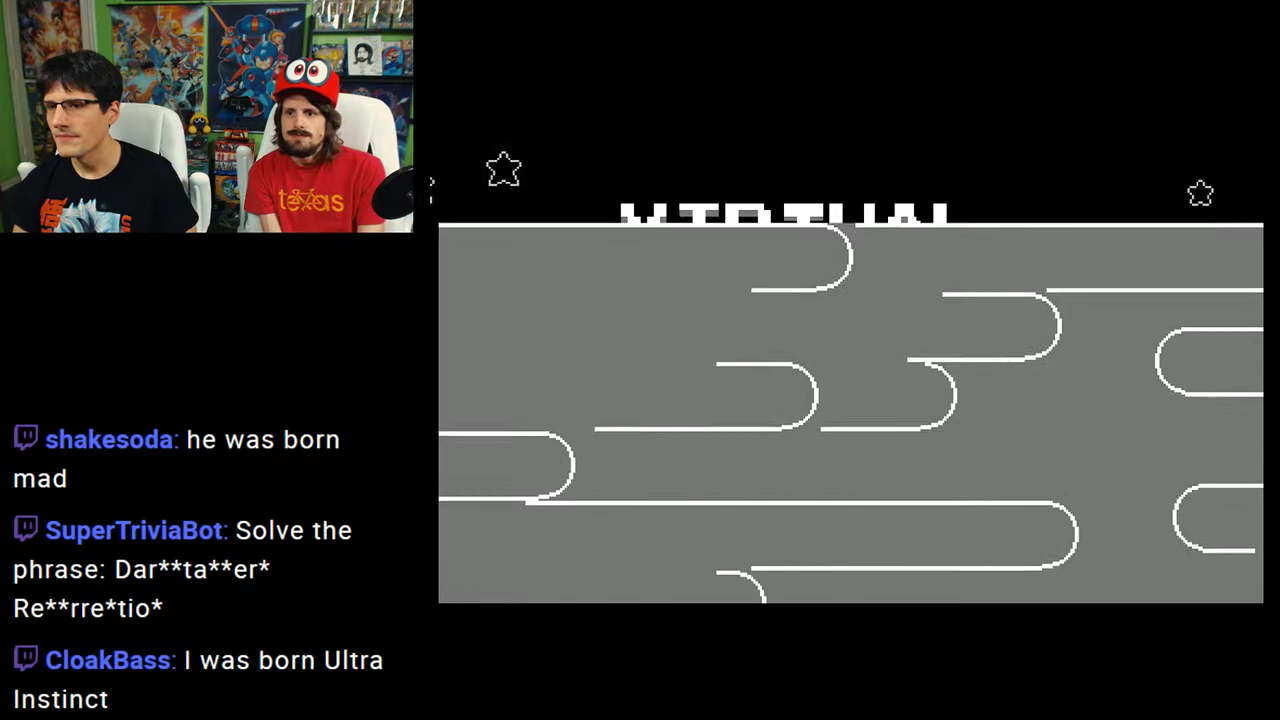 texas
VIRTUAL
shakesoda: he was born
mad
SuperTriviaBot: Solve the
phrase: Dar**ta**er*
Re**rre*tio*
CloakBass: I was born Ultra
Instinct